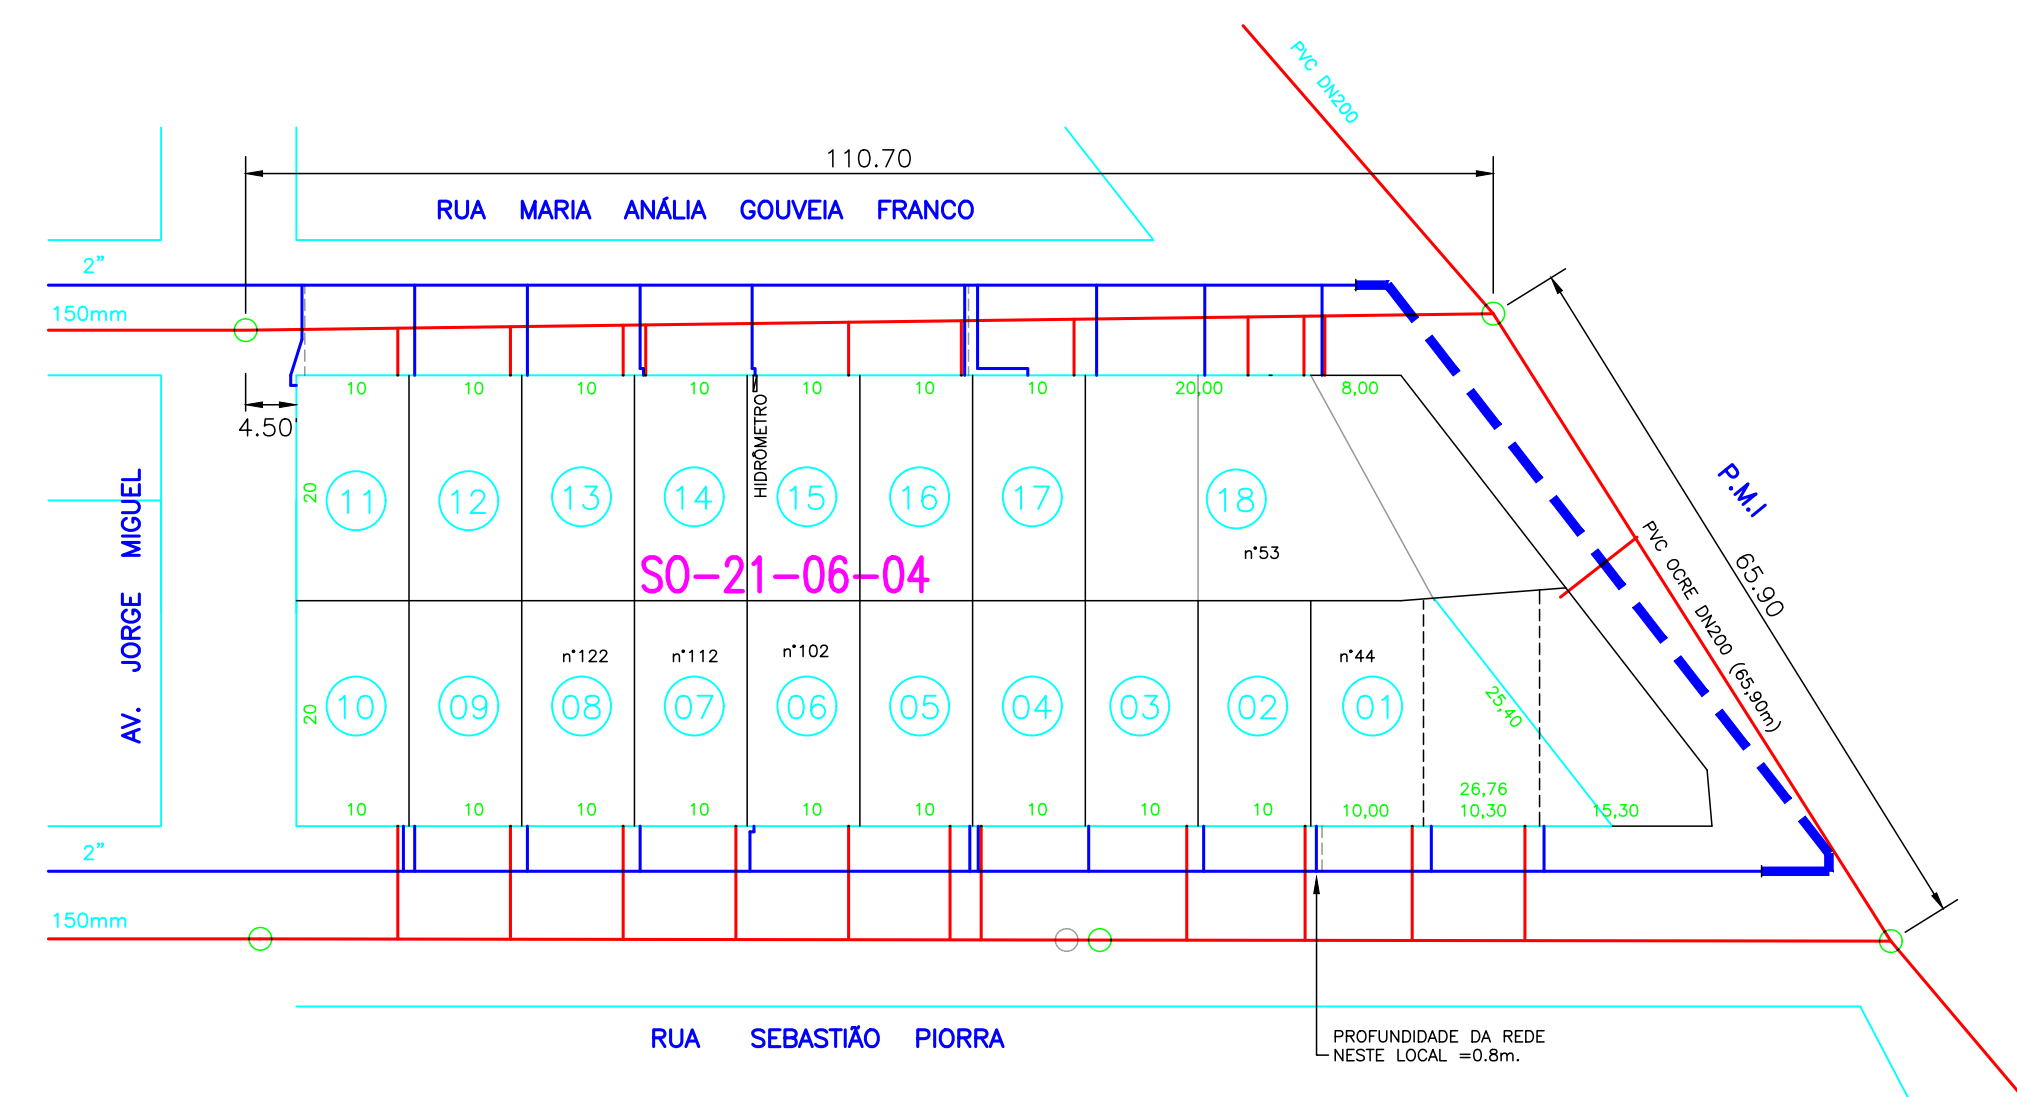 PVC DN200
110.70
RUA MARIA ANÁLIA GOUVEIA FRANCO
2"
150mm
10
10
10
10
10
10
10
20,00
8,00
4.50
HIDRÔMETRO
20
11
12
13
14
15
16
17
18
P.M.I
AV. JORGE MIGUEL
n°53
SO-21-06-04
PVC OCRE DN200 (65,90m)
65.90
n°122
n°112
n°102
n°44
20
10
09
08
07
06
05
04
03
02
01
25,40
26,76
10
10
10
10
10
10
10
10
10
10,00
10,30
15,30
2"
150mm
RUA SEBASTIÃO PIORRA
PROFUNDIDADE DA REDE
NESTE LOCAL =0.8m.